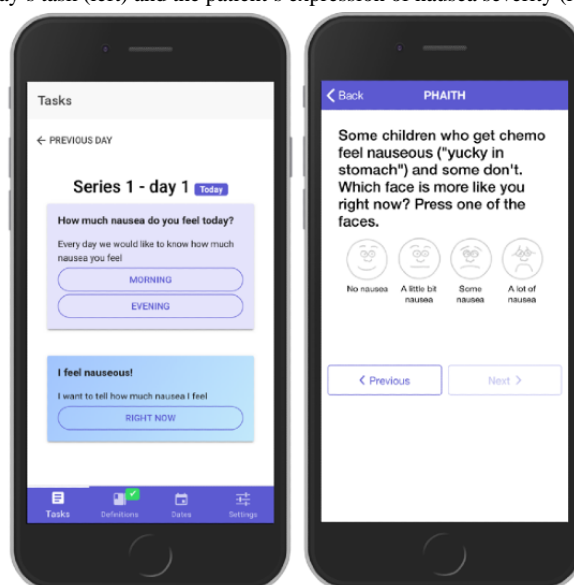 y's task (left) and the patient's expression of nausea severity (
Tasks
← PREVIOUS DAY
Series 1 - day 1 Today
How much nausea do you feel today?
Every day we would like to know how much
nausea you feel
MORNING
EVENING
I feel nauseous!
I want to tell how much nausea I feel
RIGHT NOW
Tasks Definitions Dates Settings
Back PHAITH
Some children who get chemo
feel nauseous ("yucky in
stomach") and some don't.
Which face is more like you
right now? Press one of the
faces.
No nausea
A little bit
nausea
Some
nausea
A lot of
nausea
Previous Next